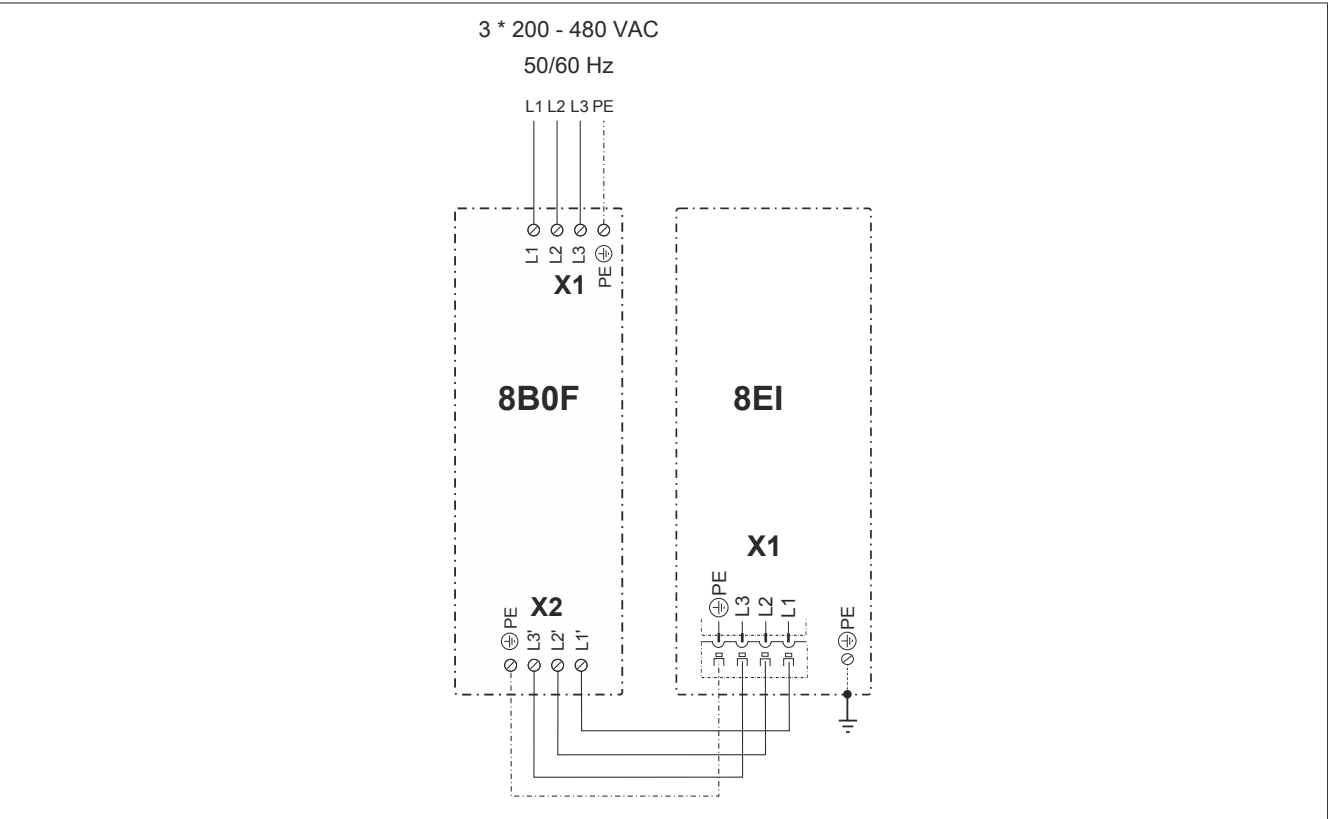 3 * 200 - 480 VAC
50/60 Hz
L1 L2 L3 PE
L1 L2 L3 PE
X1
8B0F
8EI
X1
PE L3 L2 L1
X2
PE L3' L2' L1'
PE